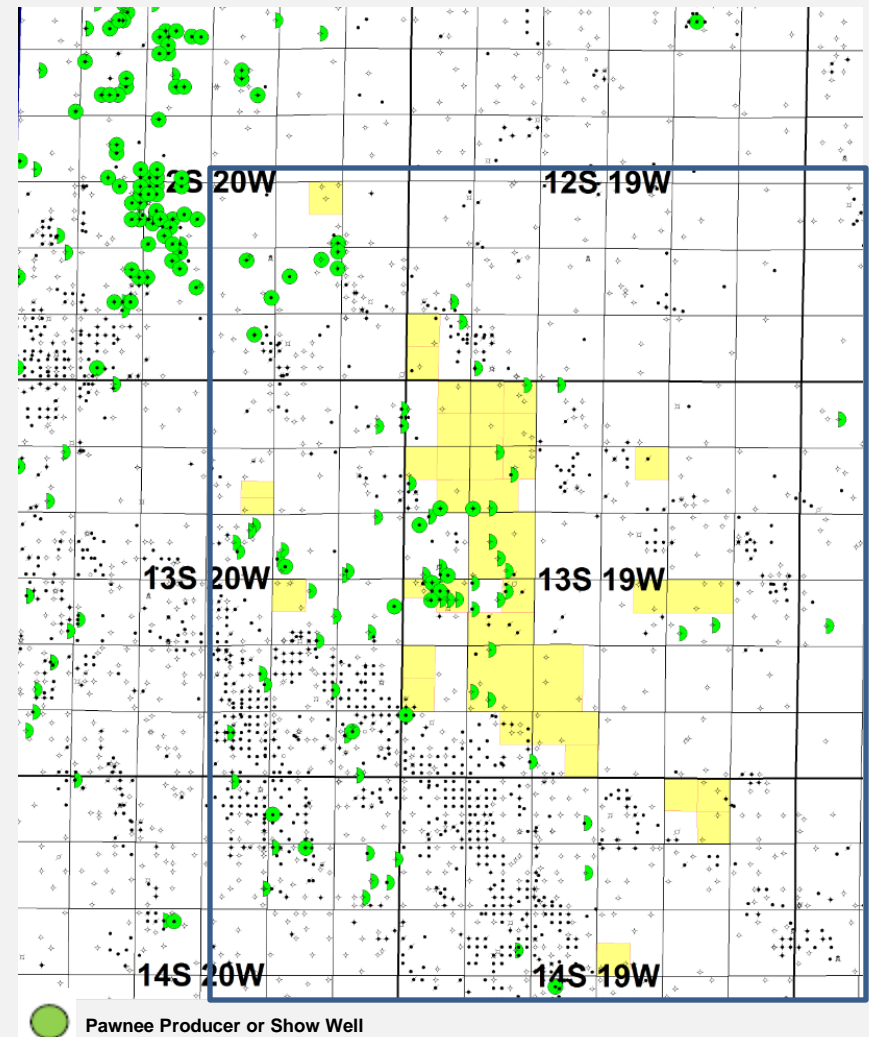 2S 20W
12S 19W
13S 20W
13S 19W
14S 20W
14S 19W
Pawnee Producer or Show Well